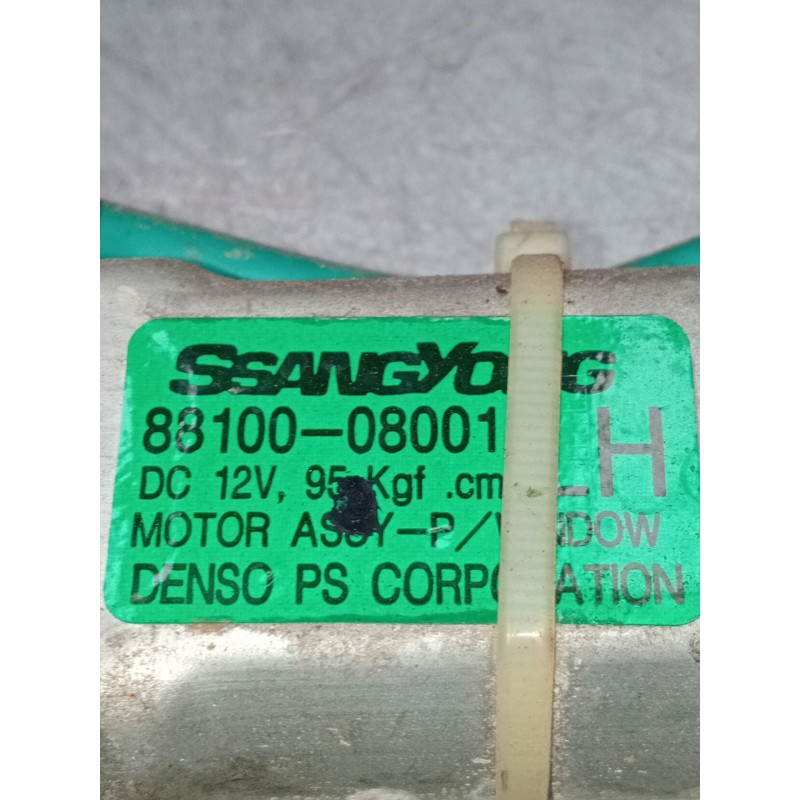 SSANGYONG
88100-08001 LH
DC 12V, 95 Kgf .cm
MOTOR ASSY-P/WINDOW
DENSO PS CORPORATION